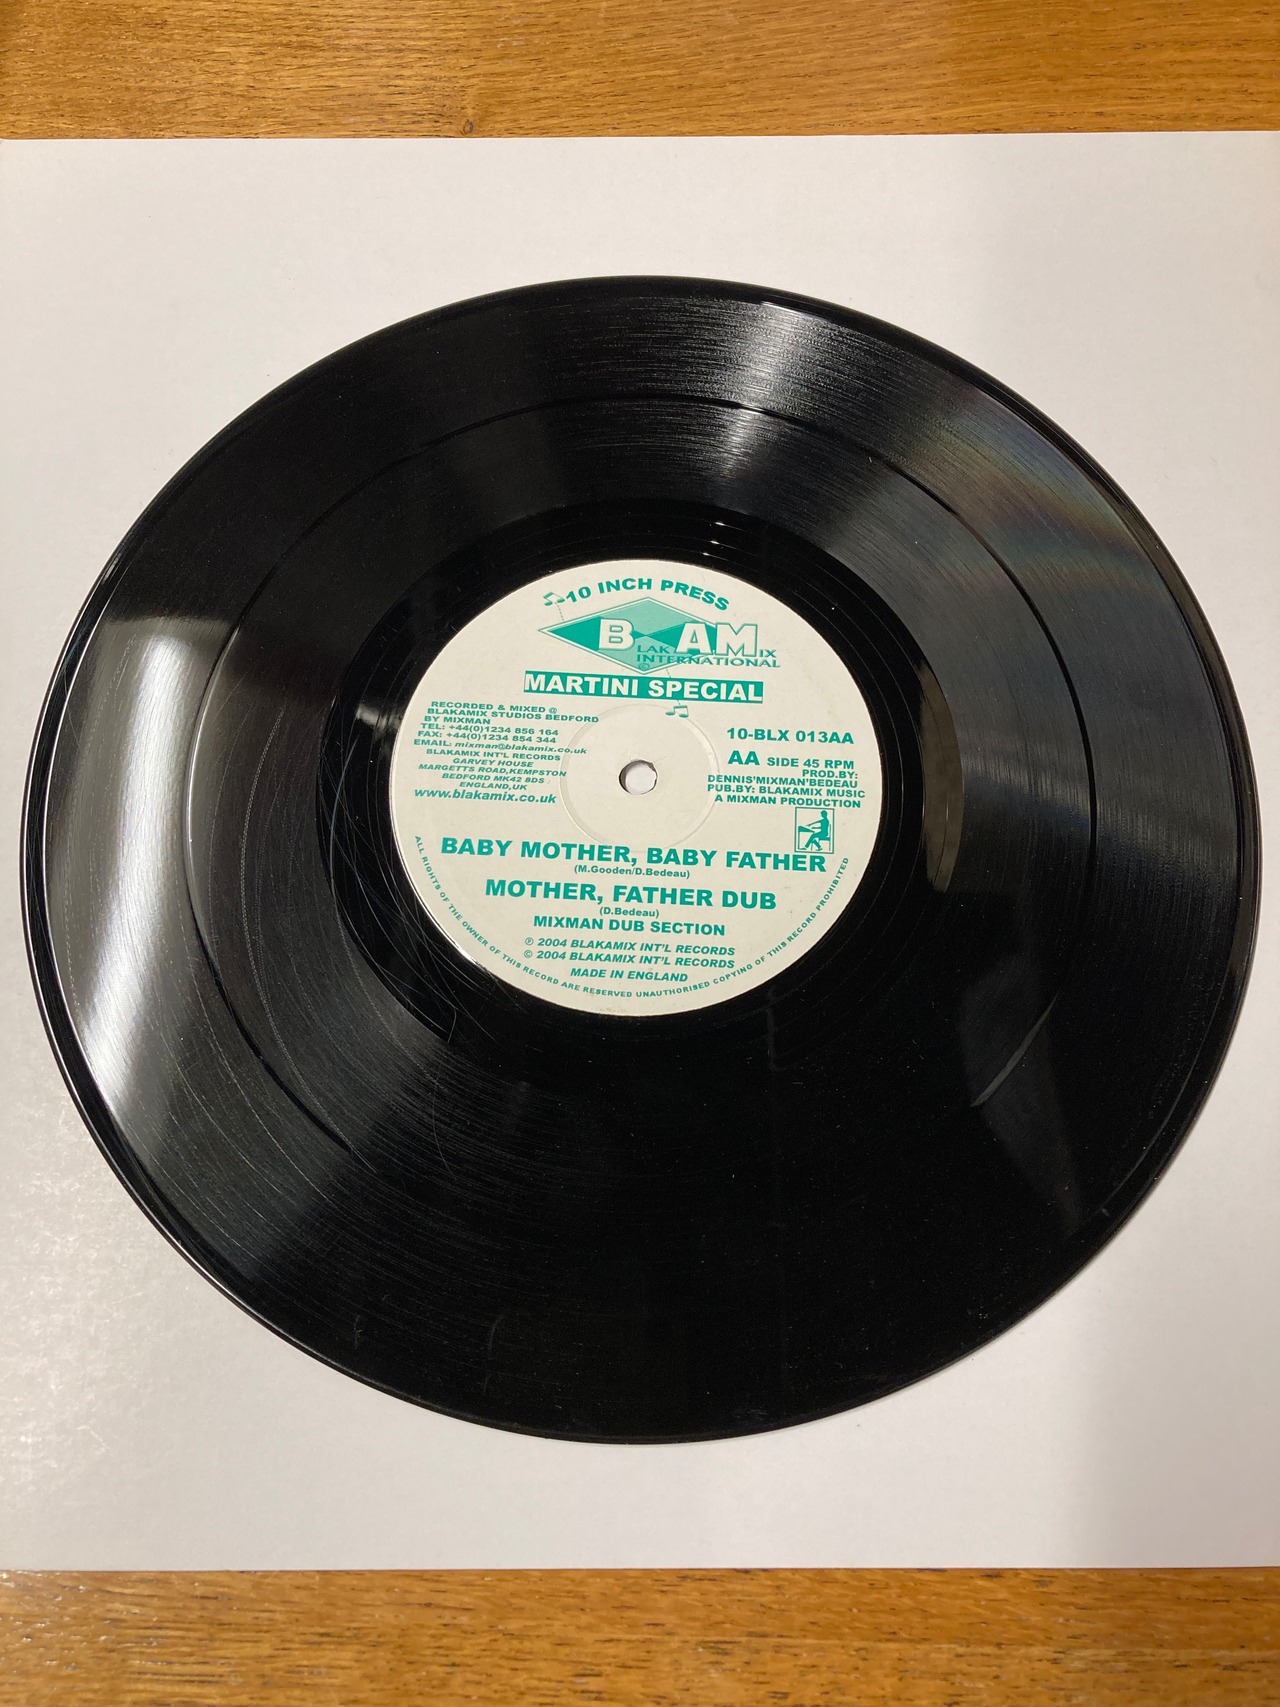 10 INCH PRESS
BLAK AMIX
INTERNATIONAL
©
MARTINI SPECIAL
RECORDED & MIXED @
BLAKAMIX STUDIOS BEDFORD
BY MIXMAN
TEL: +44(0)1234 856 164
FAX: +44(0)1234 854 344
EMAIL: mixman@blakamix.co.uk
BLAKAMIX INT'L RECORDS
GARVEY HOUSE
MARGETTS ROAD,KEMPSTON
BEDFORD MK42 8DS
ENGLAND,UK
www.blakamix.co.uk
10-BLX 013AA
AA SIDE 45 RPM
PROD.BY:
DENNIS'MIXMAN'BEDEAU
PUB.BY: BLAKAMIX MUSIC
A MIXMAN PRODUCTION
BABY MOTHER, BABY FATHER
(M.Gooden/D.Bedeau)
MOTHER, FATHER DUB
(D.Bedeau)
MIXMAN DUB SECTION
℗ 2004 BLAKAMIX INT'L RECORDS
© 2004 BLAKAMIX INT'L RECORDS
MADE IN ENGLAND
ALL RIGHTS OF THE OWNER OF THIS RECORD ARE RESERVED UNAUTHORISED COPYING OF THIS RECORD PROHIBITED